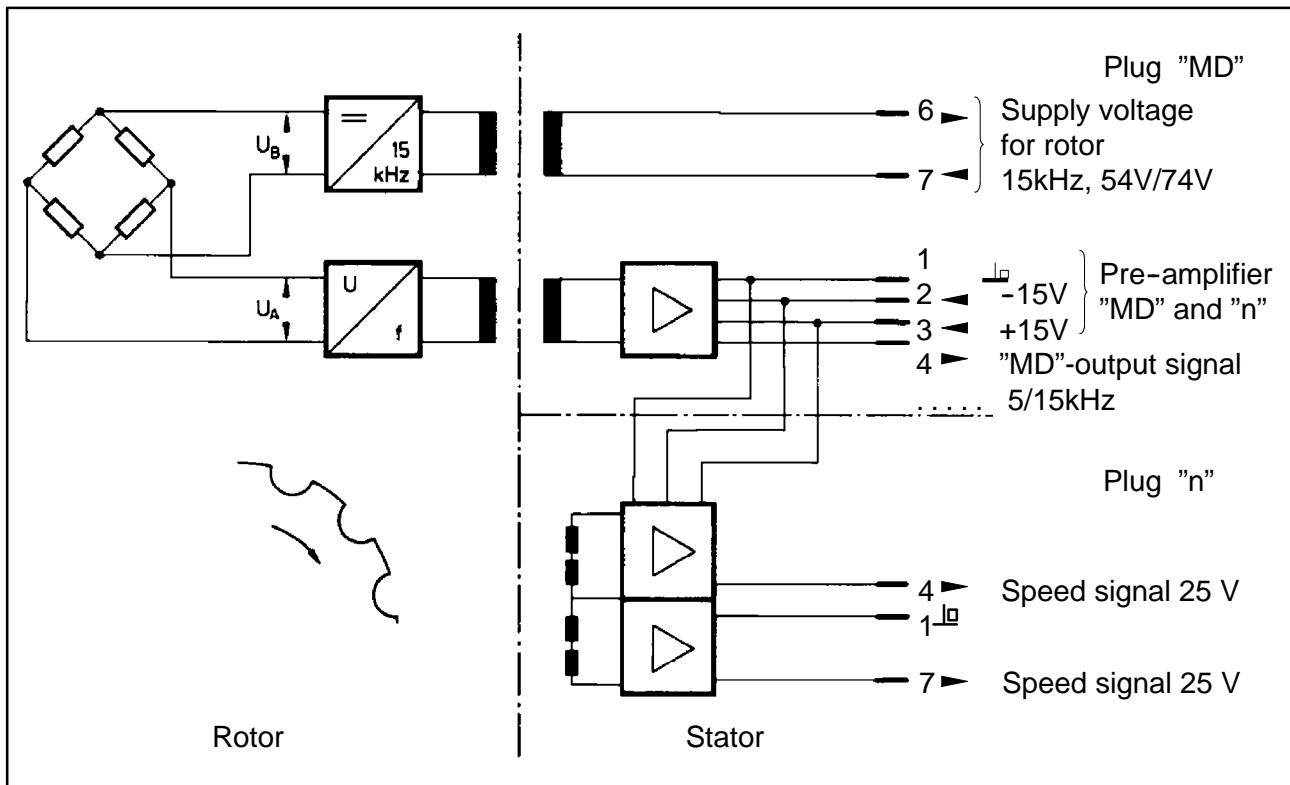 Plug ”MD”
6 Supply voltage
for rotor
7 15kHz, 54V/74V
=
15
kHz
UB
1
2 -15V
3 +15V
Pre-amplifier
”MD” and ”n”
4 ”MD”-output signal
5/15kHz
U
f
UA
Plug ”n”
4 Speed signal 25 V
1
7 Speed signal 25 V
Rotor
Stator